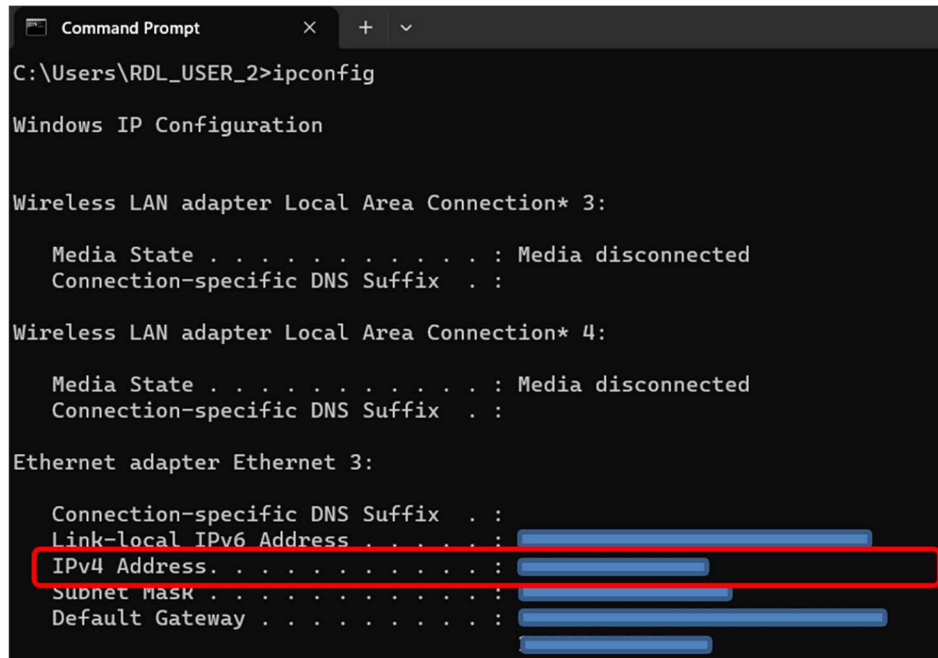 Command Prompt
C:\Users\RDL_USER_2>ipconfig
Windows IP Configuration
Wireless LAN adapter Local Area Connection* 3:
Media State . . . . . . . . . . . : Media disconnected
Connection-specific DNS Suffix  . :
Wireless LAN adapter Local Area Connection* 4:
Media State . . . . . . . . . . . : Media disconnected
Connection-specific DNS Suffix  . :
Ethernet adapter Ethernet 3:
Connection-specific DNS Suffix  . :
Link-local IPv6 Address . . . . . :
IPv4 Address. . . . . . . . . . . :
Subnet Mask . . . . . . . . . . . :
Default Gateway . . . . . . . . . :